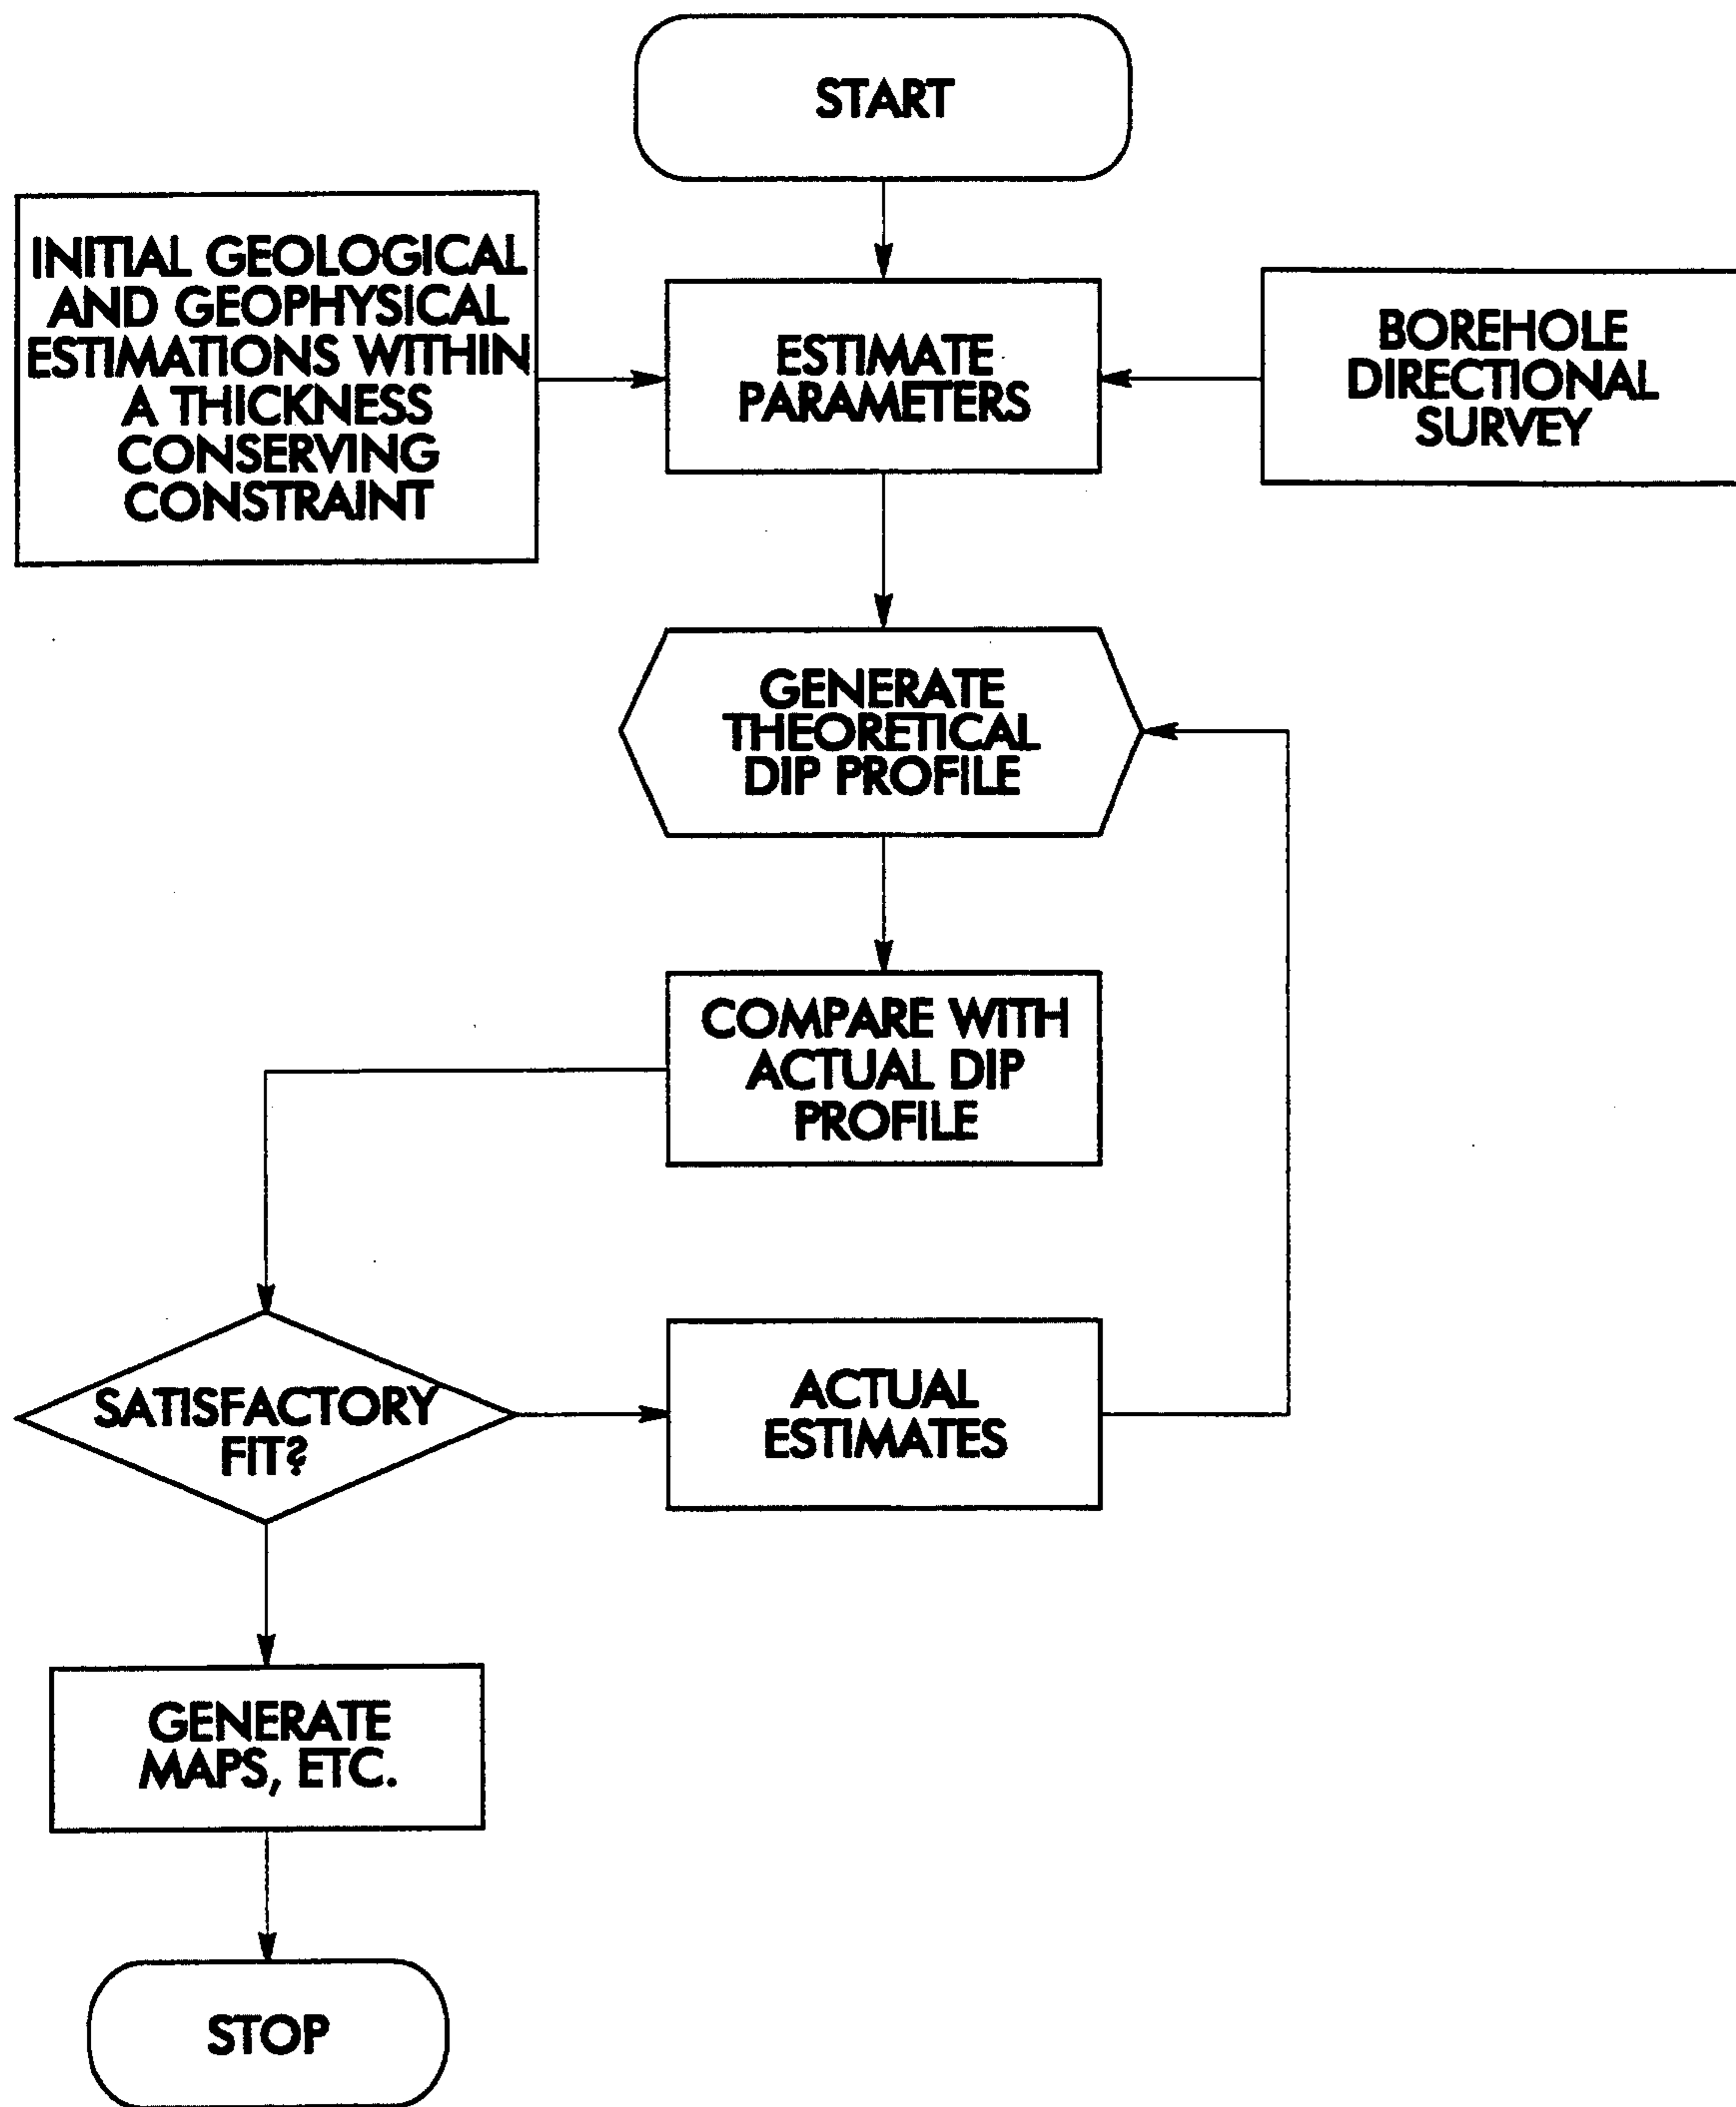 START
INITIAL GEOLOGICAL
AND GEOPHYSICAL
ESTIMATIONS WITHIN
A THICKNESS
CONSERVING
CONSTRAINT
ESTIMATE
PARAMETERS
BOREHOLE
DIRECTIONAL
SURVEY
GENERATE
THEORETICAL
DIP PROFILE
COMPARE WITH
ACTUAL DIP
PROFILE
SATISFACTORY
FIT?
ACTUAL
ESTIMATES
GENERATE
MAPS, ETC.
STOP